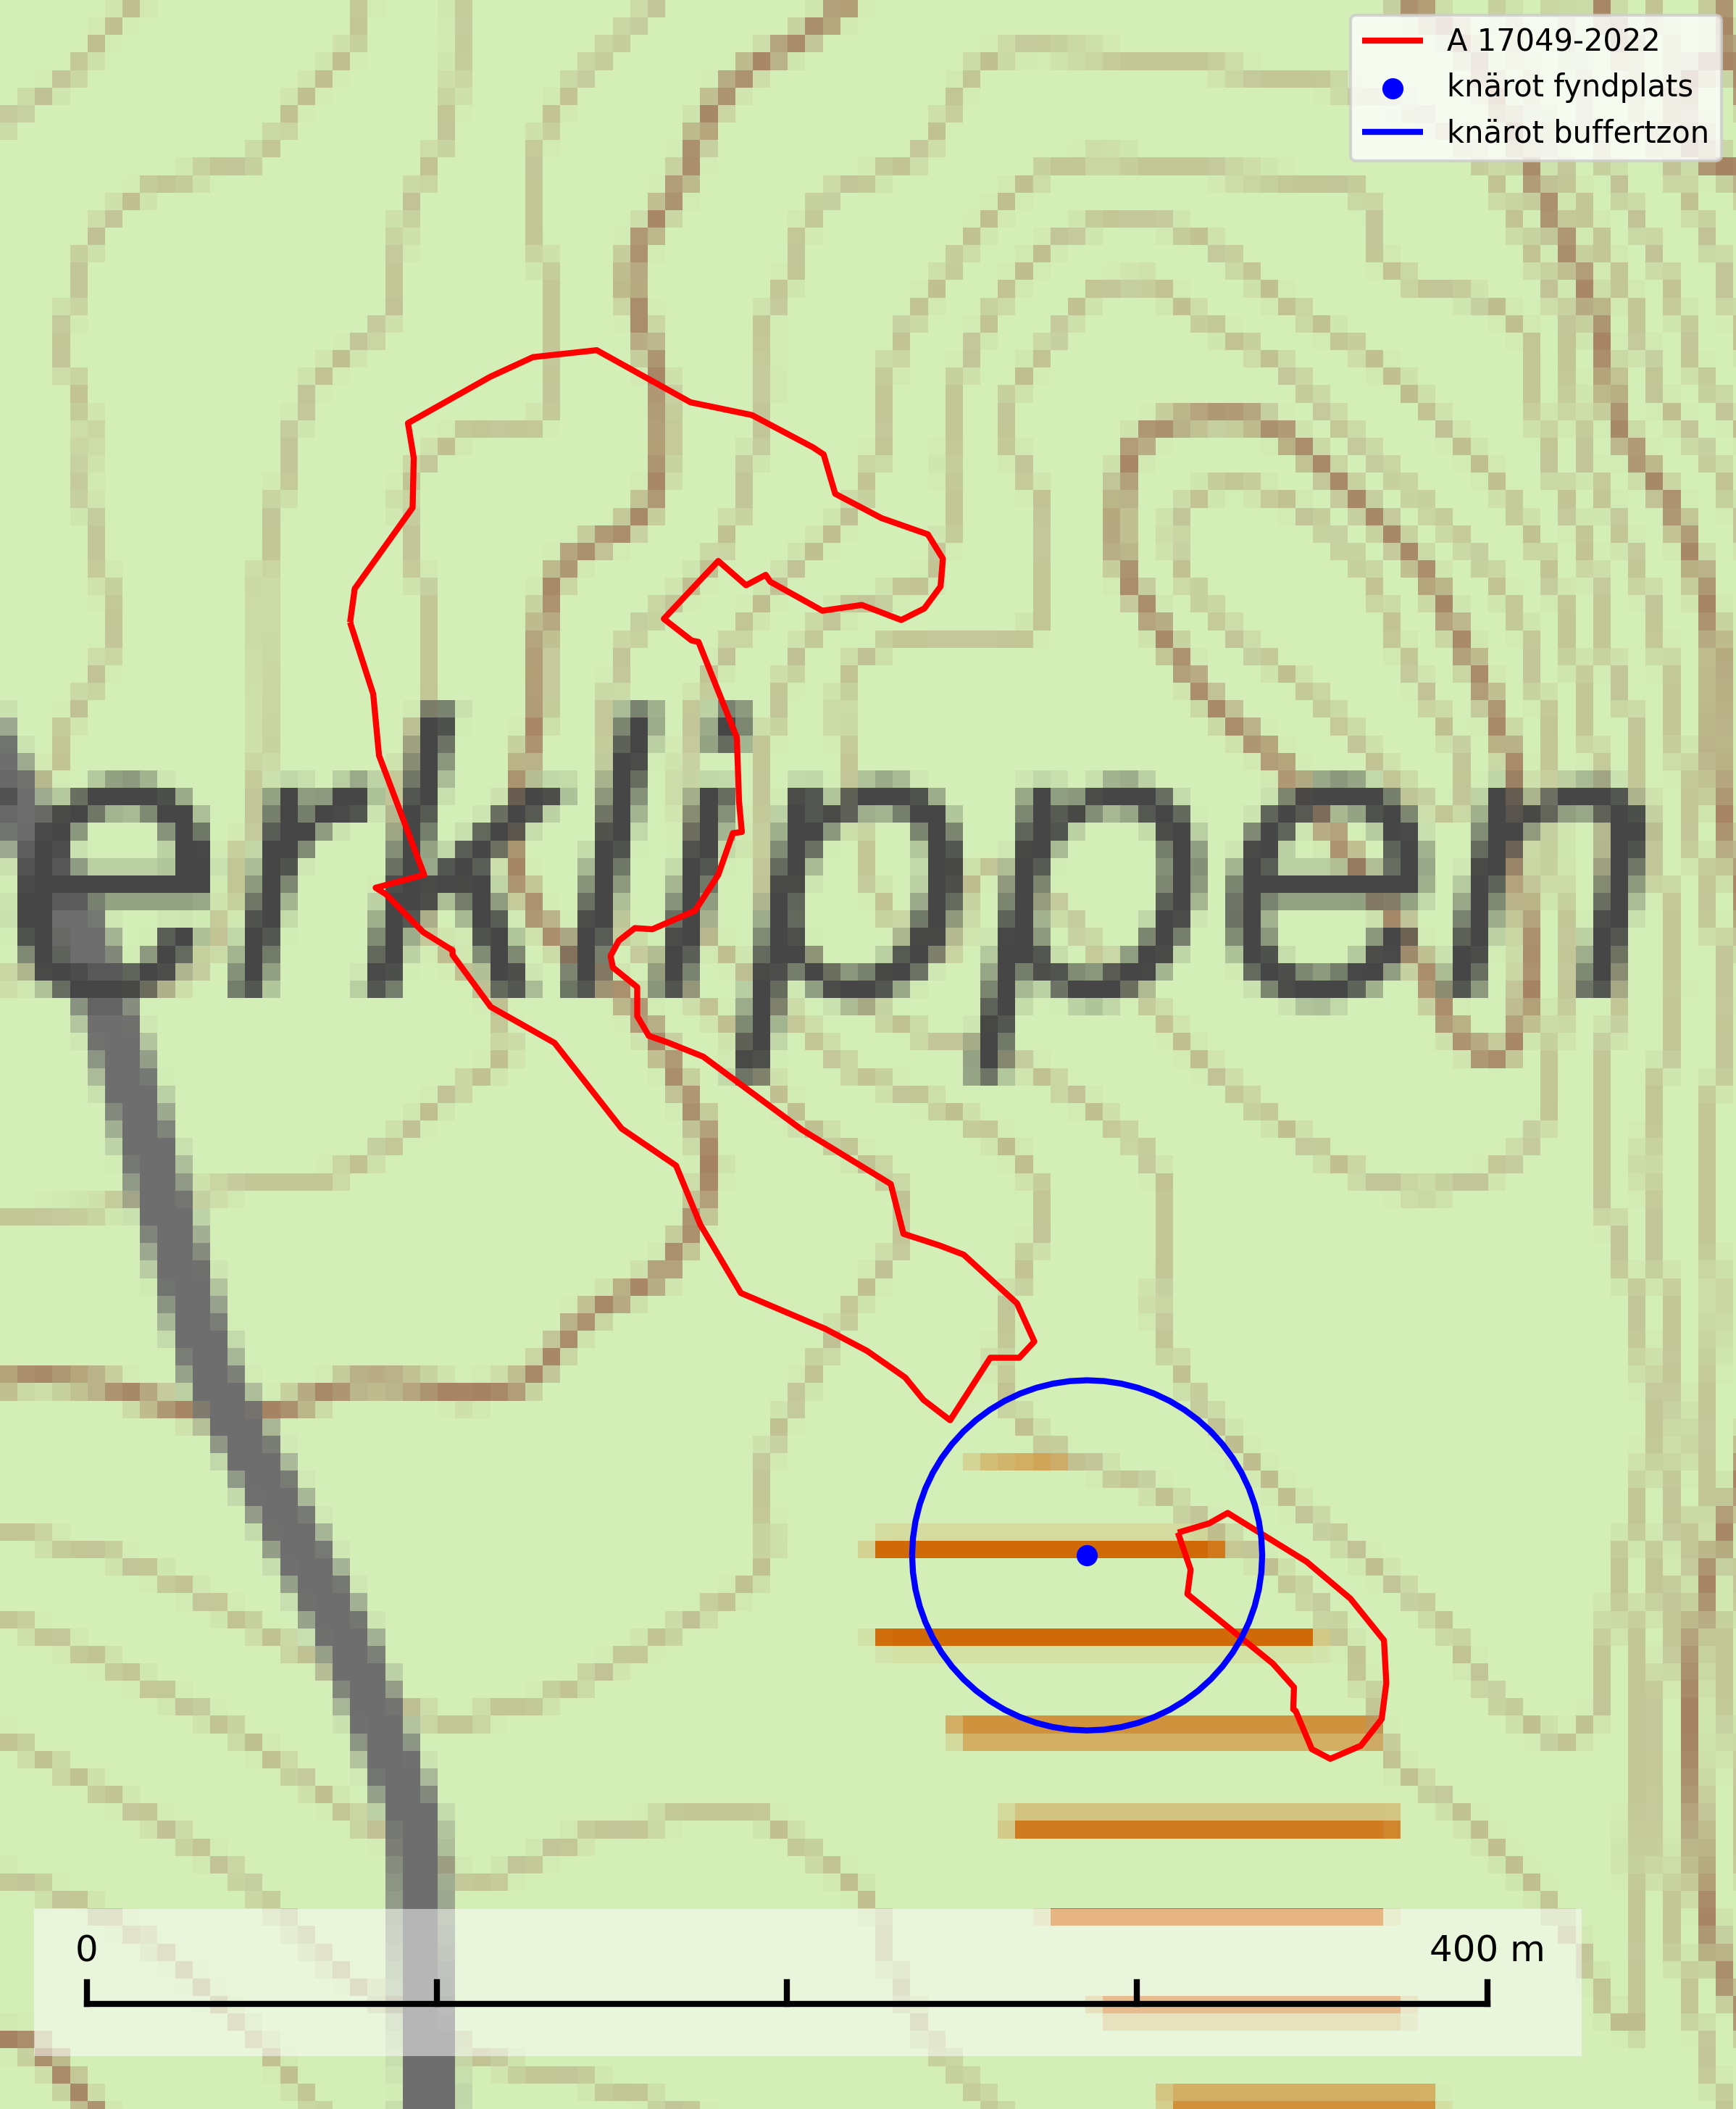 A 17049-2022
knärot fyndplats
knärot buffertzon
erklippen
0 400 m